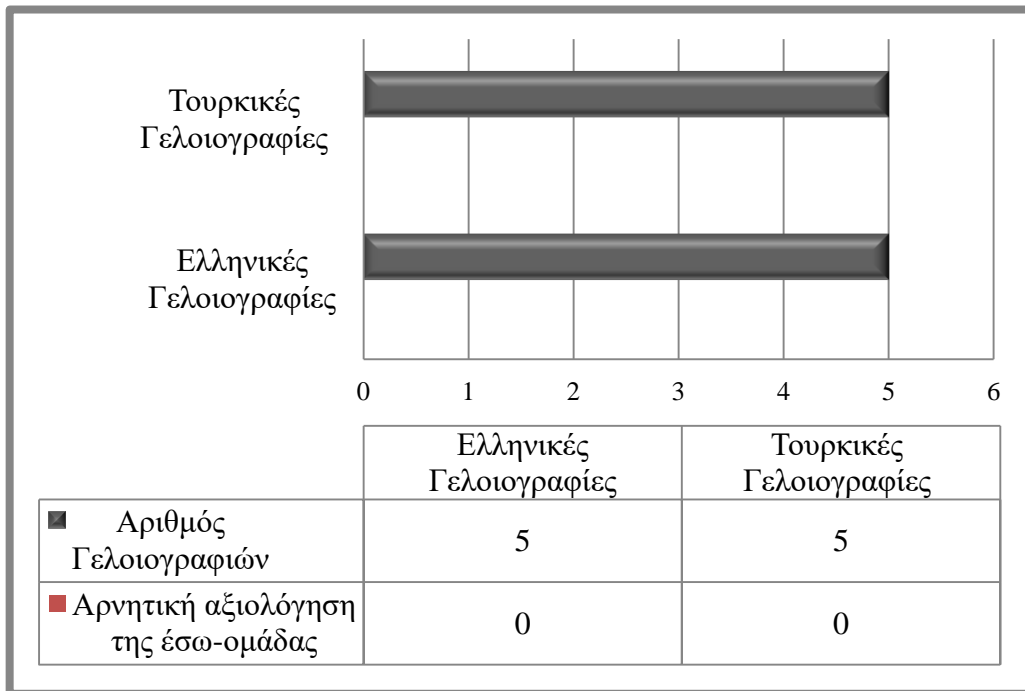 Τουρκικές
Γελοιογραφίες
Ελληνικές
Γελοιογραφίες
0 1 2 3 4 5 6
Ελληνικές Γελοιογραφίες
Τουρκικές Γελοιογραφίες
Αριθμός Γελοιογραφιών
5 5
Αρνητική αξιολόγηση της έσω-ομάδας
0 0